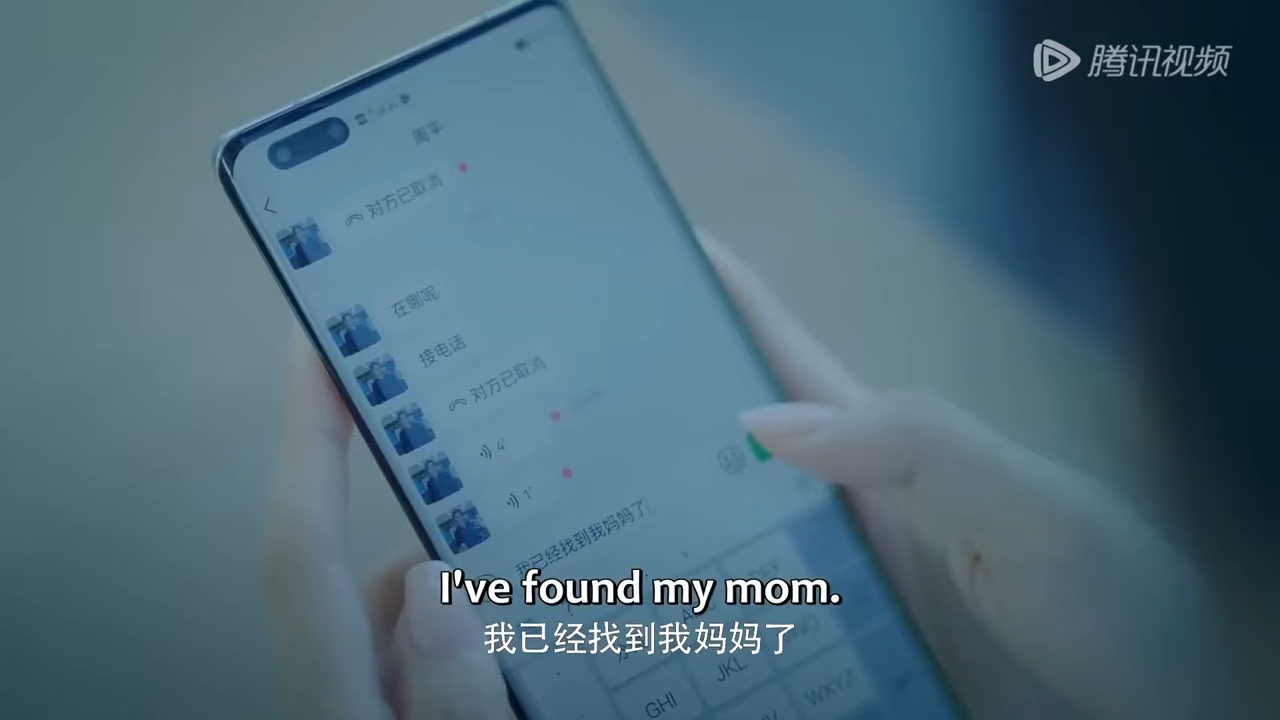 腾讯视频
对方已取消
在哪呢
接电话
对方已取消
4"
1"
我已经找到我妈妈了
I've found my mom.
我已经找到我妈妈了
JKL
GHI
WXYZ